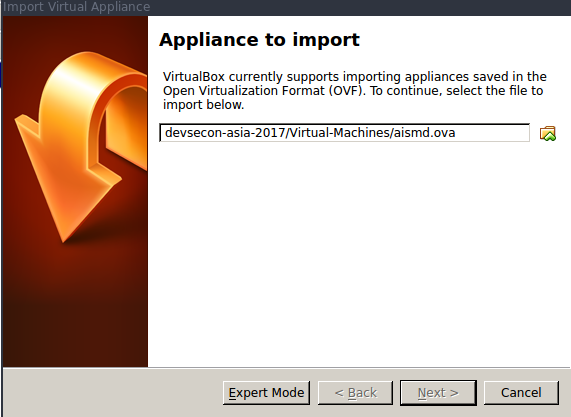 Import Virtual Appliance
Appliance to import
VirtualBox currently supports importing appliances saved in the
Open Virtualization Format (OVF). To continue, select the file to
import below.
devsecon-asia-2017/Virtual-Machines/aismd.ova
Expert Mode
< Back
Next >
Cancel